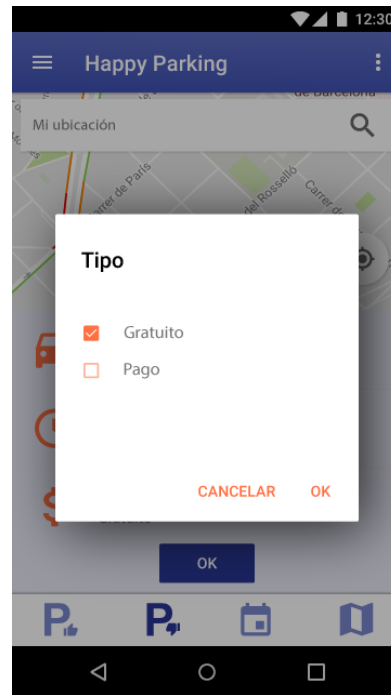 12:30
Happy Parking
de Barcelona
Mi ubicación
Carrer de París
del Rosselló
Tipo
Gratuito
Pago
CANCELAR OK
Gratuito
OK
P P